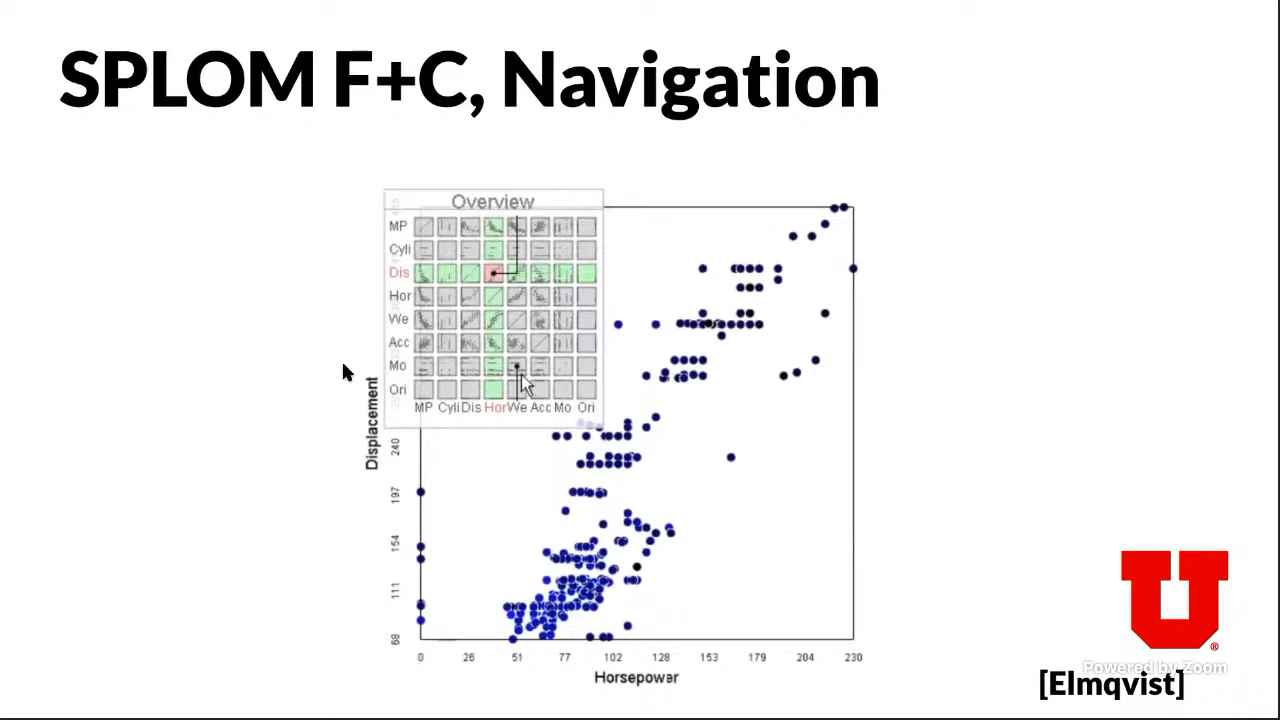 SPLOM F+C, Navigation
Overview
MP
Cyli
Dis
Hor
We
Acc
Mo
Ori
MP Cyli Dis Hor We Acc Mo Ori
Displacement
240
197
154
111
68
0 26 51 77 102 128 153 179 204 230
Horsepower
U
®
Powered by Zoom
[Elmqvist]